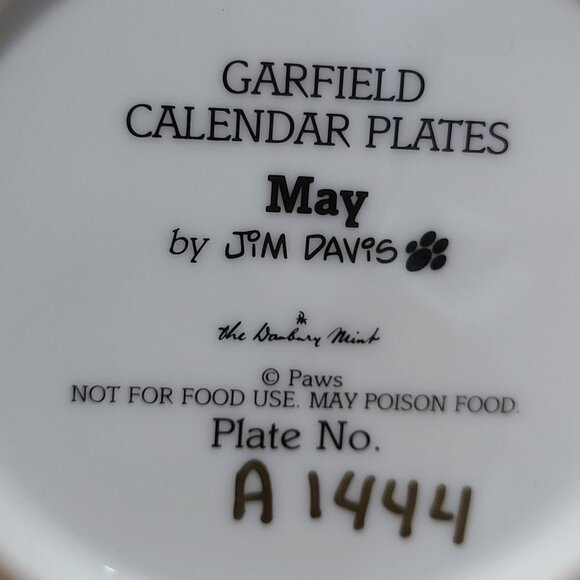 GARFIELD
CALENDAR PLATES
May
by JiM DAViS
The Danbury Mint
© Paws
NOT FOR FOOD USE. MAY POISON FOOD.
Plate No.
A 1444